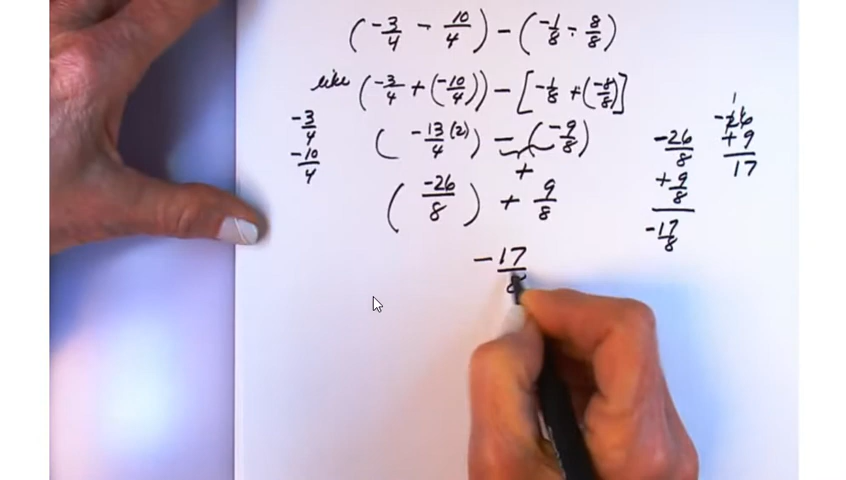 (-3/4 - 10/4) - (-1/8 - 8/8)
like (-3/4 + (-10/4)) - [-1/8 + (-8/8)]
-3/4
-10/4
(-13/4 (2)) - (-9/8)
+
(-26/8) + 9/8
-17/8
-26/8
+9/8
-17/8
1
-26
+9
17